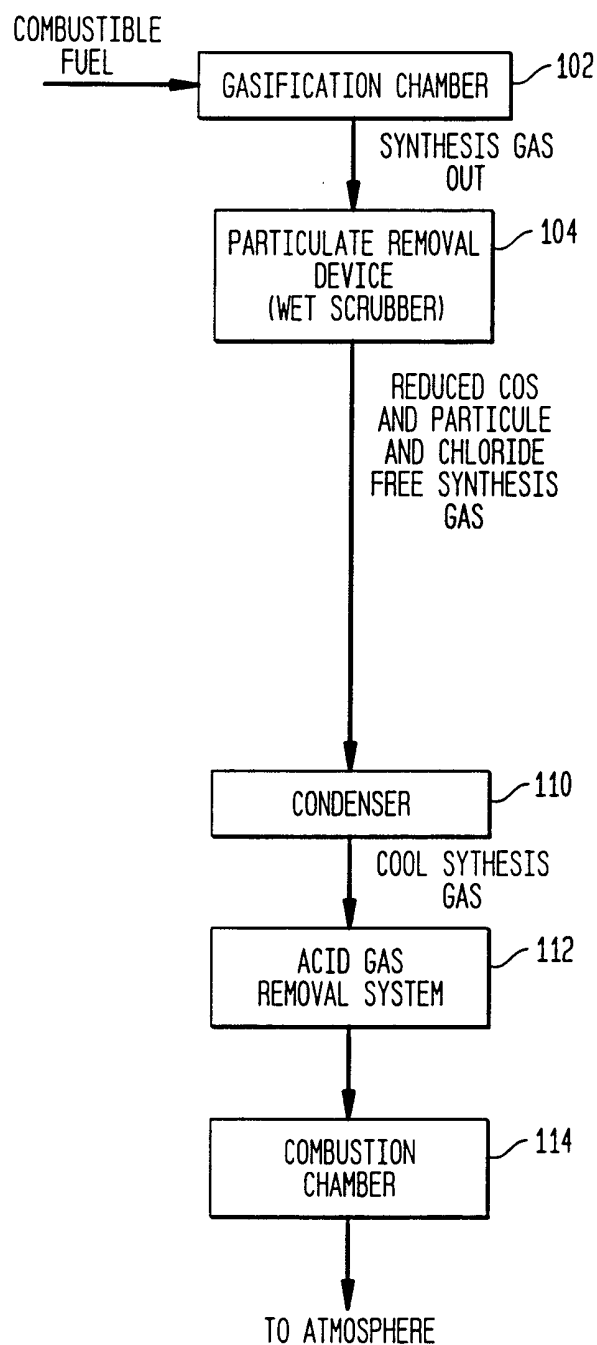 COMBUSTIBLE
FUEL
GASIFICATION CHAMBER
102
SYNTHESIS GAS
OUT
PARTICULATE REMOVAL
DEVICE
(WET SCRUBBER)
104
REDUCED COS
AND PARTICULE
AND CHLORIDE
FREE SYNTHESIS
GAS
CONDENSER
110
COOL SYTHESIS
GAS
ACID GAS
REMOVAL SYSTEM
112
COMBUSTION
CHAMBER
114
TO ATMOSPHERE